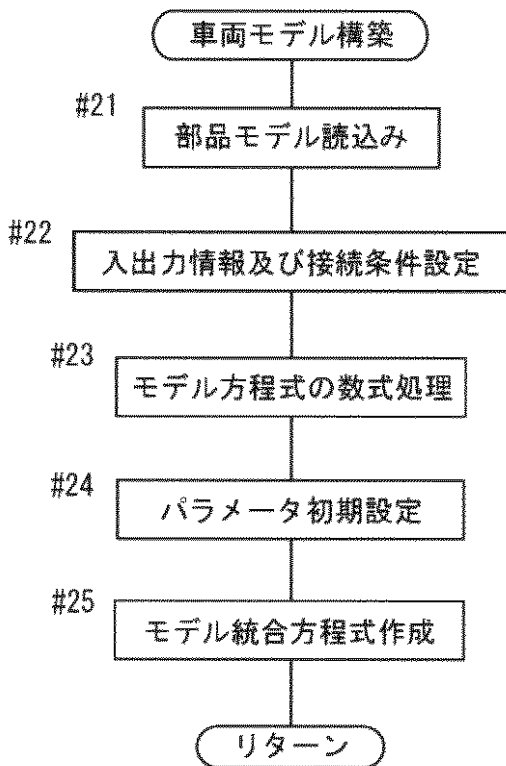 車両モデル構築
#21
部品モデル読込み
#22
入出力情報及び接続条件設定
#23
モデル方程式の数式処理
#24
パラメータ初期設定
#25
モデル統合方程式作成
リターン